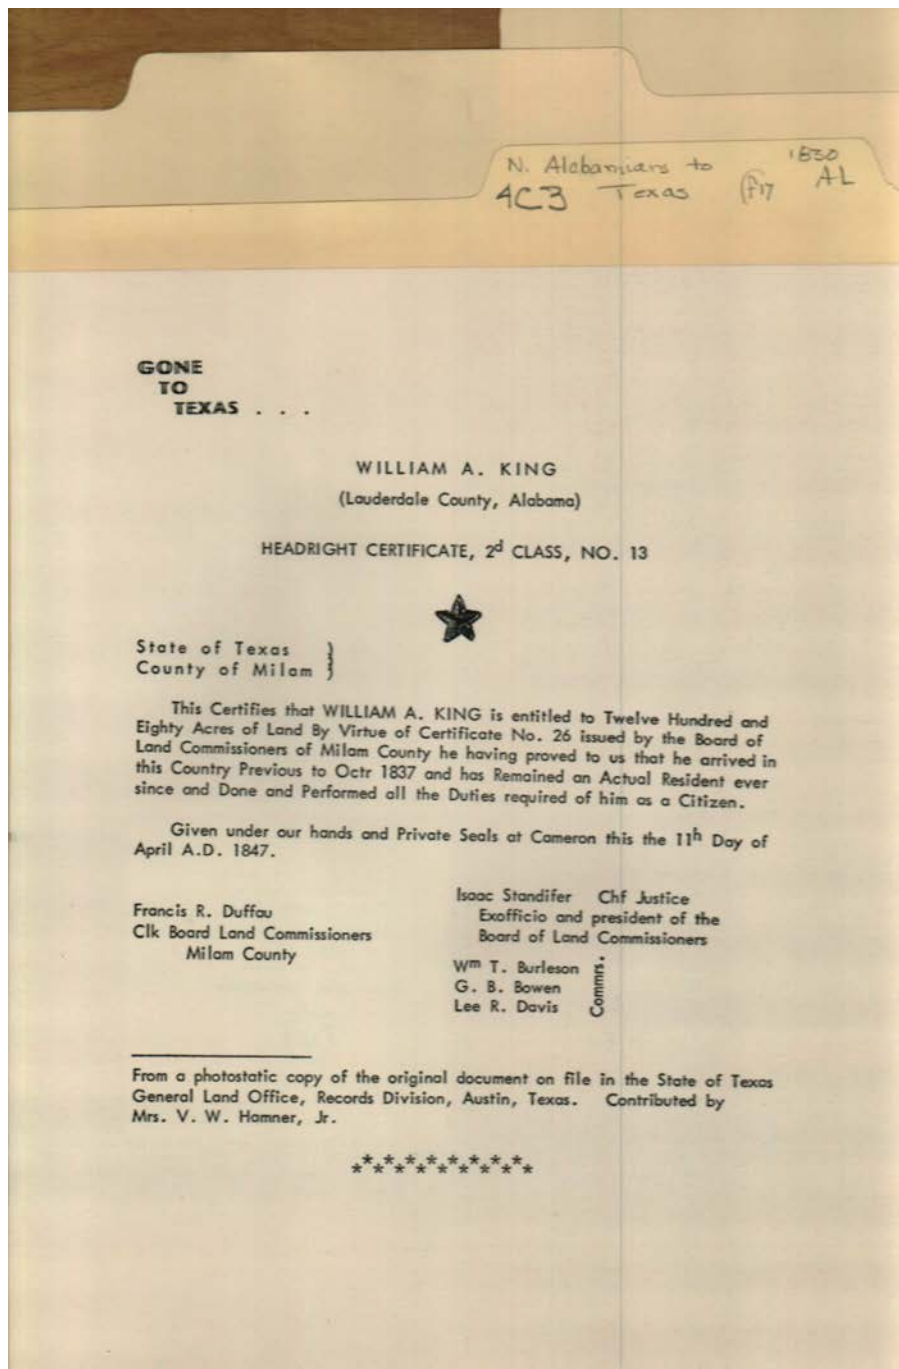 N. Alabamians to 1830
4C3 Texas F17 AL
GONE
TO
TEXAS . . .
WILLIAM A. KING
(Lauderdale County, Alabama)
HEADRIGHT CERTIFICATE, 2d CLASS, NO. 13
State of Texas }
County of Milam }
This Certifies that WILLIAM A. KING is entitled to Twelve Hundred and
Eighty Acres of Land By Virtue of Certificate No. 26 issued by the Board of
Land Commissioners of Milam County he having proved to us that he arrived in
this Country Previous to Octr 1837 and has Remained an Actual Resident ever
since and Done and Performed all the Duties required of him as a Citizen.
Given under our hands and Private Seals at Cameron this the 11h Day of
April A.D. 1847.
Francis R. Duffau
Clk Board Land Commissioners
Milam County
Isaac Standifer Chf Justice
Exofficio and president of the
Board of Land Commissioners
Wm T. Burleson
G. B. Bowen
Lee R. Davis
Commrs.
From a photostatic copy of the original document on file in the State of Texas
General Land Office, Records Division, Austin, Texas. Contributed by
Mrs. V. W. Hamner, Jr.
*****************